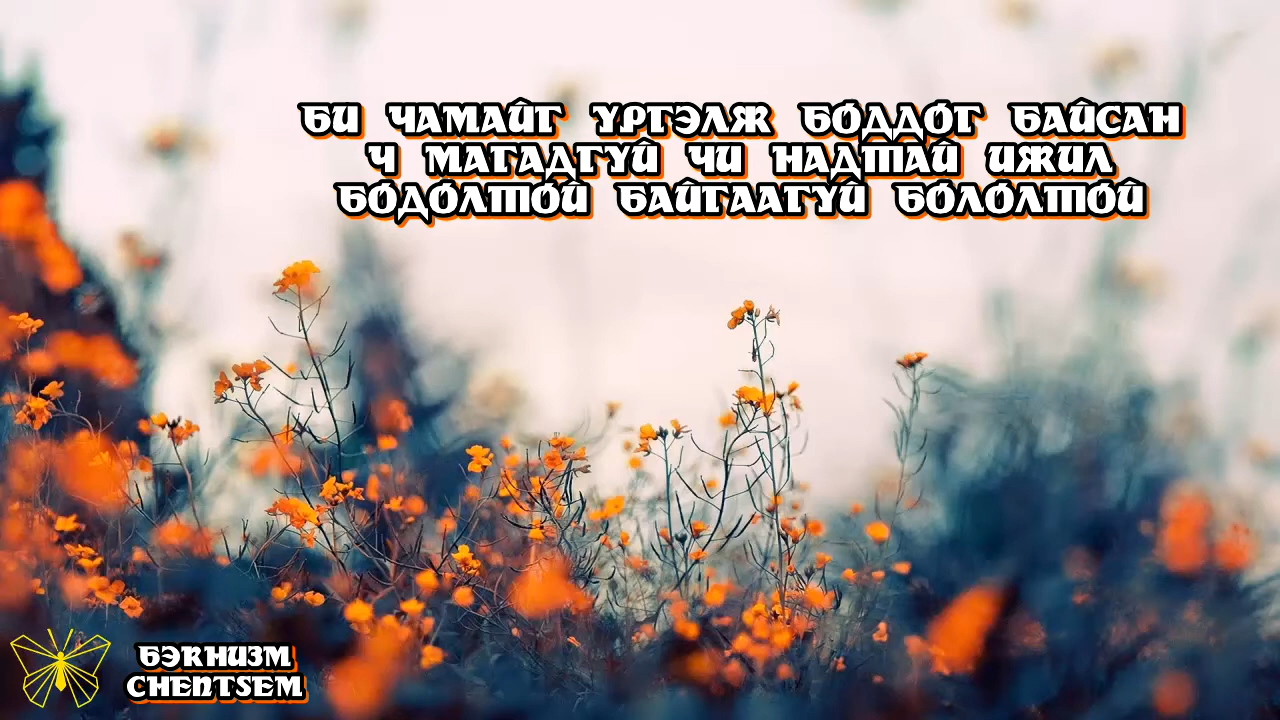 БИ ЧАМАЙГ ҮРГЭЛЖ БОДДОГ БАЙСАН
Ч МАГАДГҮЙ ЧИ НАДТАЙ ИЖИЛ
БОДОЛТОЙ БАЙГААГҮЙ БОЛОЛТОЙ
БЭКНИЗМ
CHENTSEM